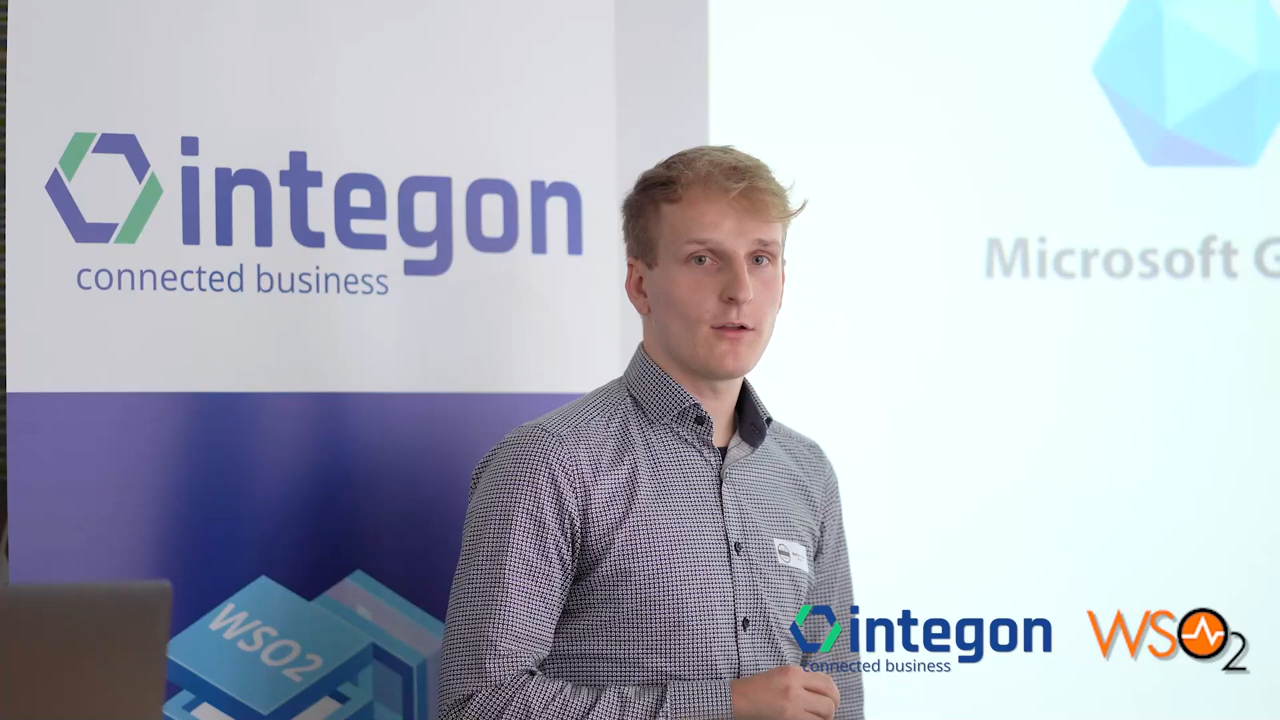 integon
connected business
Microsoft G
WSO2
integon
connected business
WSO2